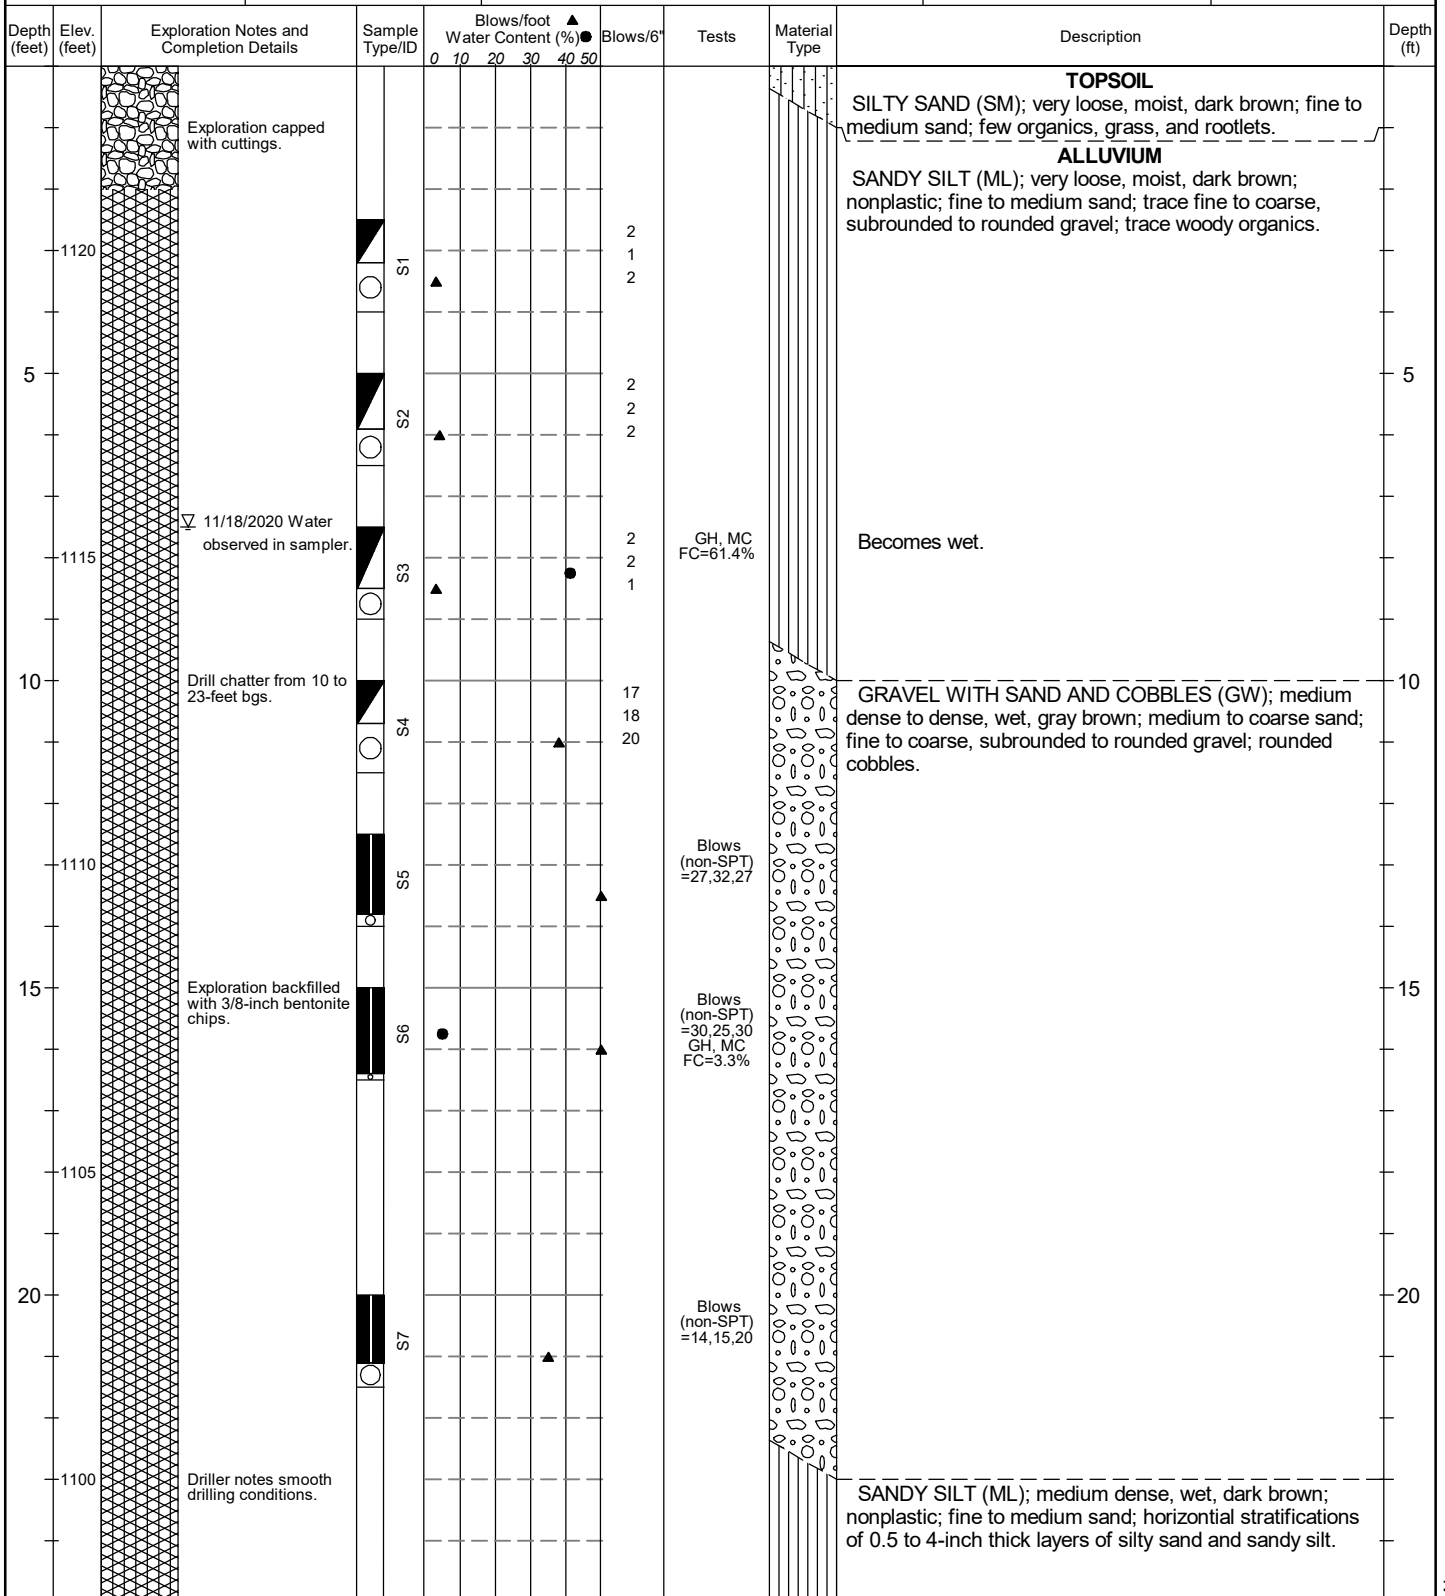 Depth
(feet)
Elev.
(feet)
Exploration Notes and
Completion Details
Sample
Type/ID
Blows/foot ▲
Water Content (%)●
0 10 20 30 40 50
Blows/6"
Tests
Material
Type
Description
Depth
(ft)
TOPSOIL
SILTY SAND (SM); very loose, moist, dark brown; fine to
medium sand; few organics, grass, and rootlets.
Exploration capped
with cuttings.
ALLUVIUM
SANDY SILT (ML); very loose, moist, dark brown;
nonplastic; fine to medium sand; trace fine to coarse,
subrounded to rounded gravel; trace woody organics.
1120
S1
2
1
2
5
S2
2
2
2
5
11/18/2020 Water
observed in sampler.
1115
S3
2
2
1
GH, MC
FC=61.4%
Becomes wet.
10
Drill chatter from 10 to
23-feet bgs.
S4
17
18
20
GRAVEL WITH SAND AND COBBLES (GW); medium
dense to dense, wet, gray brown; medium to coarse sand;
fine to coarse, subrounded to rounded gravel; rounded
cobbles.
10
1110
S5
Blows
(non-SPT)
=27,32,27
15
Exploration backfilled
with 3/8-inch bentonite
chips.
S6
Blows
(non-SPT)
=30,25,30
GH, MC
FC=3.3%
15
1105
20
S7
Blows
(non-SPT)
=14,15,20
20
1100
Driller notes smooth
drilling conditions.
SANDY SILT (ML); medium dense, wet, dark brown;
nonplastic; fine to medium sand; horizontial stratifications
of 0.5 to 4-inch thick layers of silty sand and sandy silt.